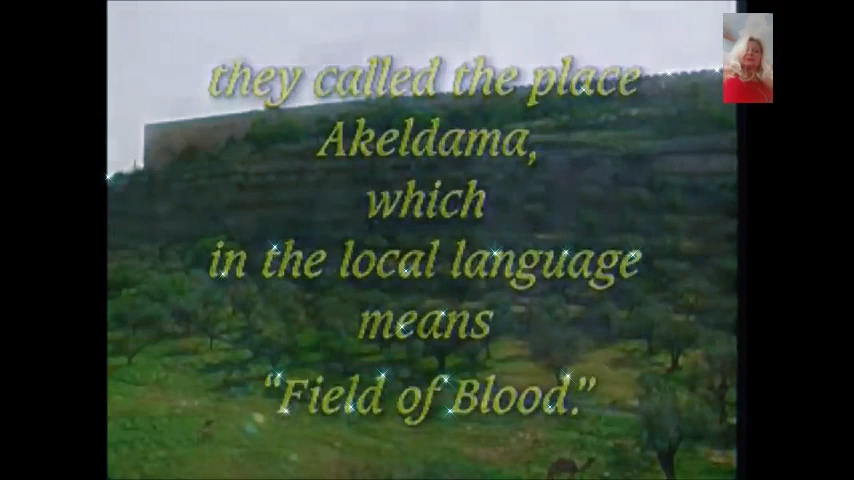 they called the place
Akeldama,
which
in the local language
means
“Field of Blood.”